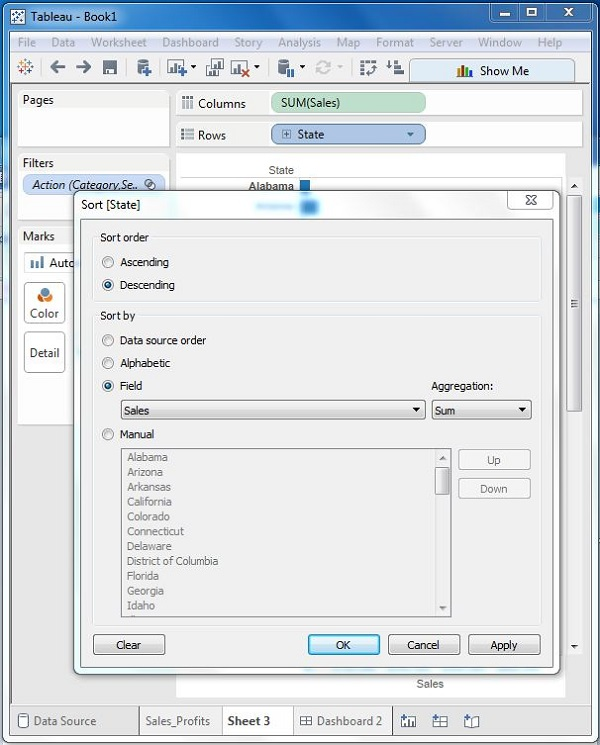 Tableau - Book1
File Data Worksheet Dashboard Story Analysis Map Format Server Window Help
Show Me
Pages
Columns SUM(Sales)
Rows State
Filters
Action (Category,Se..
State
Alabama
Sort [State]
Marks
Sort order
Ascending
Descending
Color
Detail
Sort by
Data source order
Alphabetic
Field
Aggregation:
Sales
Sum
Manual
Alabama
Arizona
Arkansas
California
Colorado
Connecticut
Delaware
District of Columbia
Florida
Georgia
Idaho
Up
Down
Clear
OK
Cancel
Apply
Sales
Data Source
Sales_Profits
Sheet 3
Dashboard 2